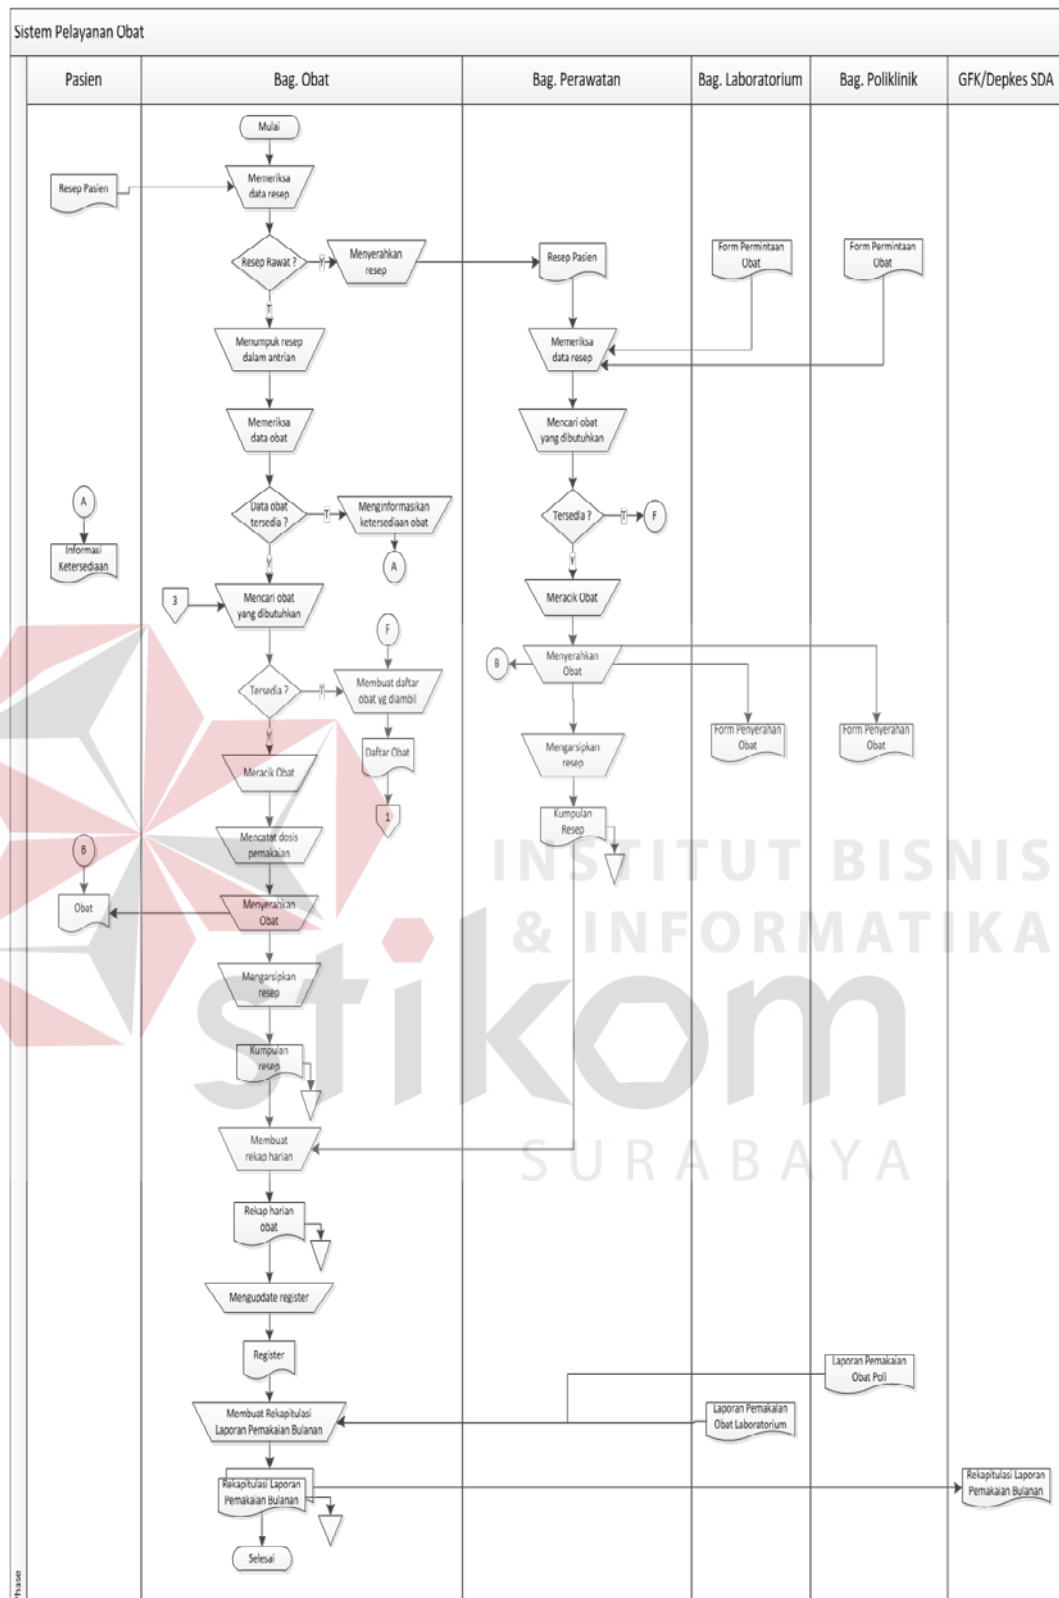 Sistem Pelayanan Obat
Pasien
Bag. Obat
Bag. Perawatan
Bag. Laboratorium
Bag. Poliklinik
GFK/Depkes SDA
Mulai
Resep Pasien
Memeriksa
data resep
Resep Rawat ?
Y
Menyerahkan
resep
Resep Pasien
Form Permintaan
Obat
Form Permintaan
Obat
T
Menumpuk resep
dalam antrian
Memeriksa
data resep
Memeriksa
data obat
Mencari obat
yang dibutuhkan
A
Informasi
Ketersediaan
Data obat
tersedia ?
T
Menginformasikan
ketersediaan obat
A
Tersedia ?
T
F
Y
Y
3
Mencari obat
yang dibutuhkan
Meracik Obat
F
Tersedia ?
T
Membuat daftar
obat yg diambil
B
Menyerahkan
Obat
Y
Daftar Obat
1
Form Penyerahan
Obat
Form Penyerahan
Obat
Meracik Obat
Mengarsipkan
resep
Kumpulan
Resep
Mencatat dosis
pemakaian
B
Obat
Menyerahkan
Obat
Mengarsipkan
resep
Kumpulan
resep
Membuat
rekap harian
Rekap harian
obat
Mengupdate register
Register
Laporan Pemakaian
Obat Poli
Membuat Rekapitulasi
Laporan Pemakaian Bulanan
Laporan Pemakaian
Obat Laboratorium
Rekapitulasi Laporan
Pemakaian Bulanan
Rekapitulasi Laporan
Pemakaian Bulanan
Selesai
Phase
INSTITUT BISNIS
& INFORMATIKA
stikom
SURABAYA